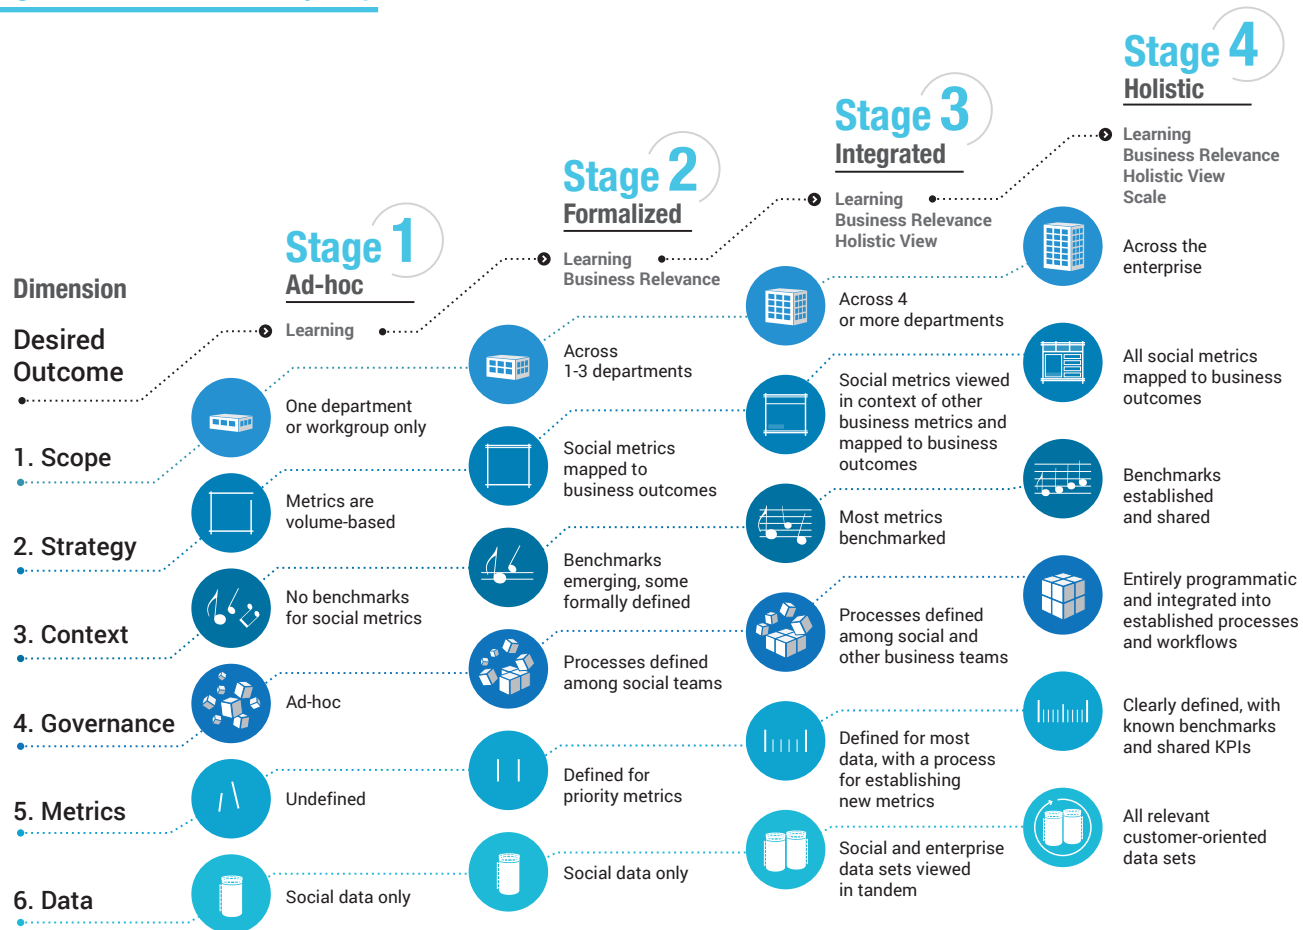 Stage 4
Holistic
Learning
Business Relevance
Holistic View
Scale
Stage 3
Integrated
Learning
Business Relevance
Holistic View
Stage 2
Formalized
Learning
Business Relevance
Stage 1
Ad-hoc
Learning
Dimension
Desired
Outcome
1. Scope
One department
or workgroup only
Across
1-3 departments
Across 4
or more departments
Across the
enterprise
2. Strategy
Metrics are
volume-based
Social metrics
mapped to
business outcomes
Social metrics viewed
in context of other
business metrics and
mapped to business
outcomes
All social metrics
mapped to business
outcomes
3. Context
No benchmarks
for social metrics
Benchmarks
emerging, some
formally defined
Most metrics
benchmarked
Benchmarks
established
and shared
4. Governance
Ad-hoc
Processes defined
among social teams
Processes defined
among social and
other business teams
Entirely programmatic
and integrated into
established processes
and workflows
5. Metrics
Undefined
Defined for
priority metrics
Defined for most
data, with a process
for establishing
new metrics
Clearly defined, with
known benchmarks
and shared KPIs
6. Data
Social data only
Social data only
Social and enterprise
data sets viewed
in tandem
All relevant
customer-oriented
data sets